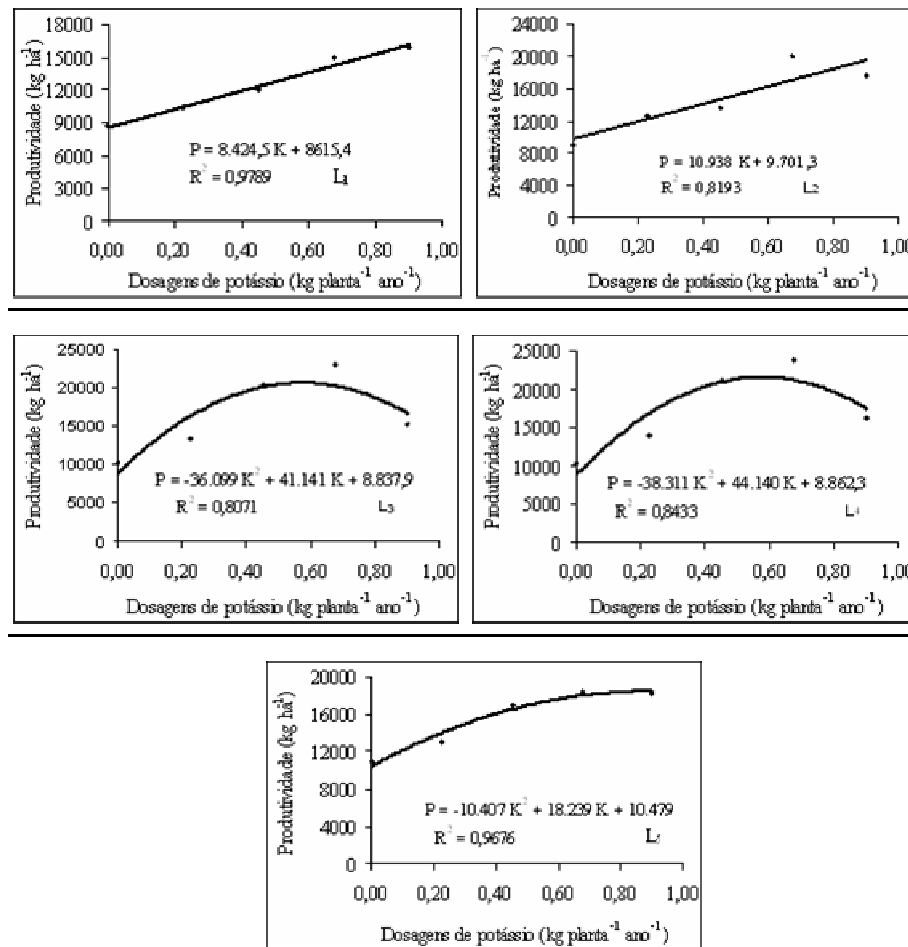 18000
15000
12000
9000
6000
3000
0
Produtividade (kg há-¹)
P = 8.424,5 K + 8615,4
R² = 0,9789 L₁
0,00 0,20 0,40 0,60 0,80 1,00
Dosagens de potássio (kg planta⁻¹ ano⁻¹)
24000
20000
16000
12000
8000
4000
0
Produtividade (kg ha⁻¹)
P = 10.938 K + 9.701,3
R² = 0,8193 L₂
0,00 0,20 0,40 0,60 0,80 1,00
Dosagens de potássio (kg planta⁻¹ ano⁻¹)
25000
20000
15000
10000
5000
0
Produtividade (kg há¹)
P = -36.099 K² + 41.141 K + 8.837,9
R² = 0,8071 L₃
0,00 0,20 0,40 0,60 0,80 1,00
Dosagens de potássio (kg planta⁻¹ ano⁻¹)
25000
20000
15000
10000
5000
0
Produtividade (kg há¹)
P = -38.311 K² + 44.140 K + 8.862,3
R² = 0,8433 L₄
0,00 0,20 0,40 0,60 0,80 1,00
Dosagens de potássio (kg planta⁻¹ ano⁻¹)
20000
16000
12000
8000
4000
0
Produtividade (kg há¹)
P = -10.407 K² + 18.239 K + 10.479
R² = 0,9676 L₅
0,00 0,20 0,40 0,60 0,80 1,00
Dosagens de potássio (kg planta⁻¹ ano⁻¹)